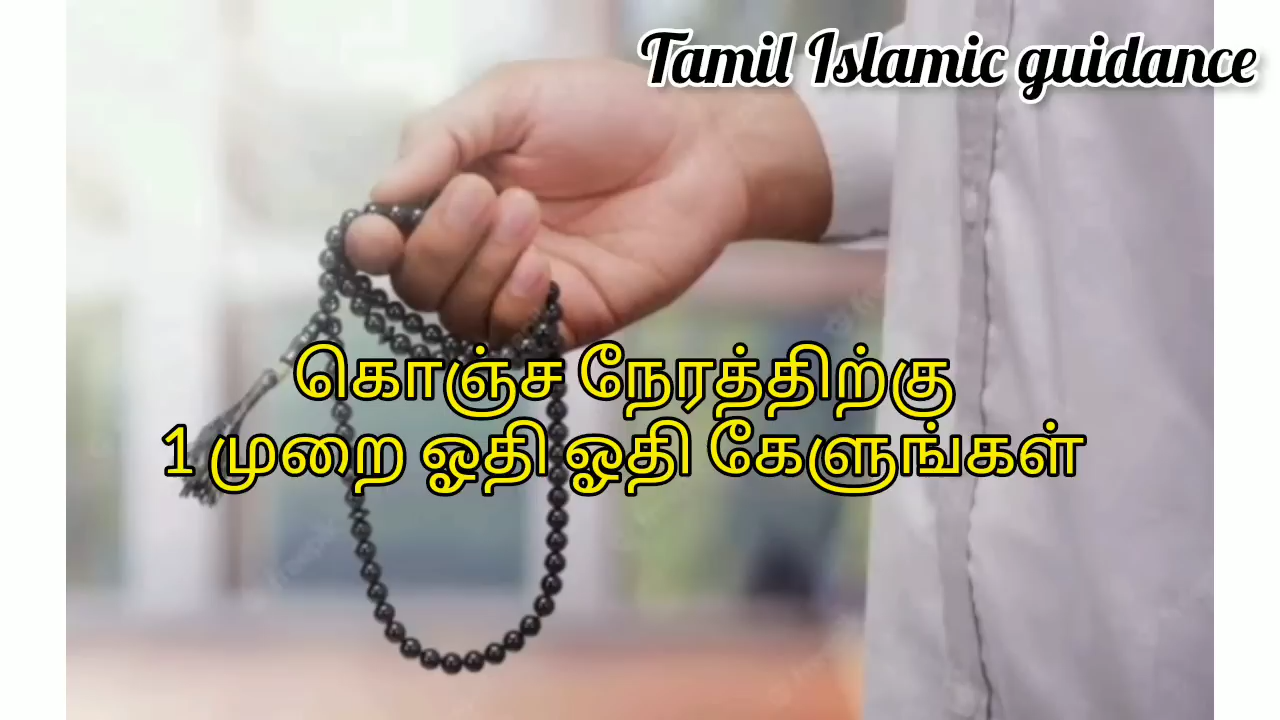 Tamil Islamic guidance
கொஞ்ச நேரத்திற்கு
1 முறை ஓதி ஓதி கேளுங்கள்